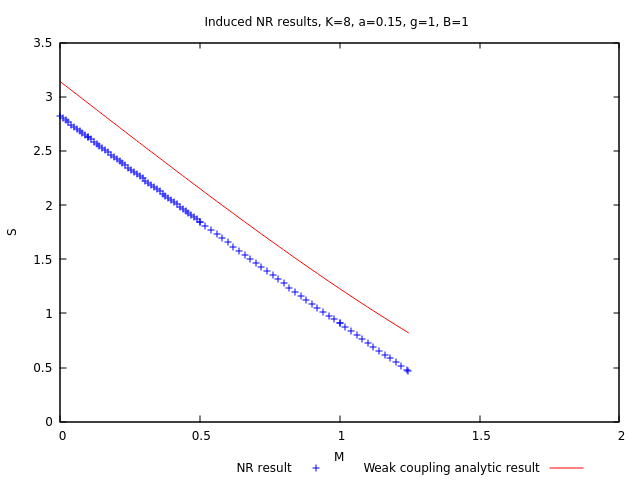 Induced NR results, K=8, a=0.15, g=1, B=1
3.5
3
2.5
2
1.5
1
0.5
0
S
0 0.5 1 1.5 2
M
NR result Weak coupling analytic result